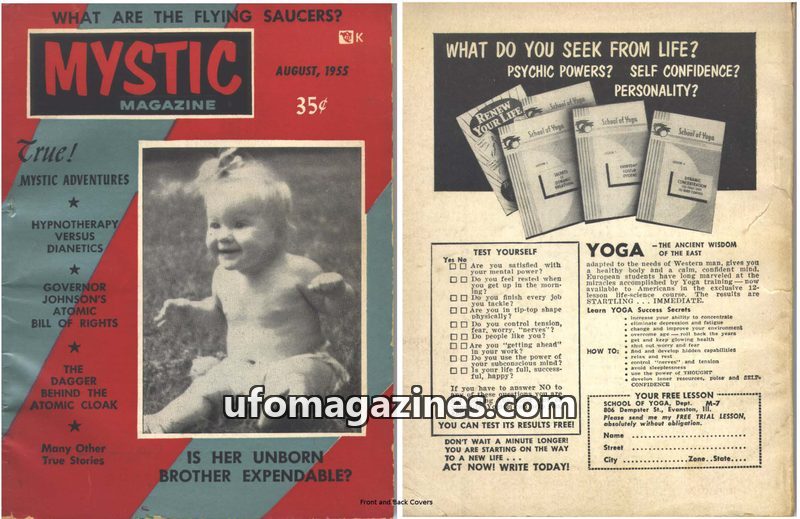 WHAT ARE THE FLYING SAUCERS?
MYSTIC
MAGAZINE
K
AUGUST, 1955
35¢
True!
MYSTIC ADVENTURES
HYPNOTHERAPY
VERSUS
DIANETICS
GOVERNOR
JOHNSON'S
ATOMIC
BILL OF RIGHTS
THE
DAGGER
BEHIND THE
ATOMIC CLOAK
Many Other
True Stories
IS HER UNBORN
BROTHER EXPENDABLE?
WHAT DO YOU SEEK FROM LIFE?
PSYCHIC POWERS? SELF CONFIDENCE?
PERSONALITY?
RENEW
YOUR LIFE
School of Yoga
School of Yoga
School of Yoga
School of Yoga
DYNAMIC
CONCENTRATION
TEST YOURSELF
Yes No
Are you satisfied with
your mental power?
Do you feel rested when
you get up in the morn-
ing?
Do you finish every job
you tackle?
Are you in tip-top shape
physically?
Do you control tension,
fear, worry, "nerves"?
Do people like you?
Are you "getting ahead"
in your work?
Do you use the power of
your subconscious mind?
Is your life full, success-
ful, happy?
If you have to answer NO to
any of these questions you are
YOU CAN TEST ITS RESULTS FREE!
DON'T WAIT A MINUTE LONGER!
YOU ARE STARTING ON THE WAY
TO A NEW LIFE . . .
ACT NOW! WRITE TODAY!
YOGA — THE ANCIENT WISDOM
OF THE EAST
adapted to the needs of Western man, gives you
a healthy body and a calm, confident mind.
European students have long marveled at the
miracles accomplished by Yoga training — now
available to Americans in the exclusive 12-
lesson life-science course. The results are
STARTLING . . . IMMEDIATE.
Learn YOGA Success Secrets
HOW TO:
increase your ability to concentrate
eliminate depression and fatigue
change and improve your environment
overcome age — roll back the years
get and keep glowing health
shut out worry and fear
find and develop hidden capabilities
relax and rest
control "nerves" and tension
avoid sleeplessness
use the power of THOUGHT
develop inner resources, poise and SELF-
CONFIDENCE
YOUR FREE LESSON
SCHOOL OF YOGA, Dept. M-7
806 Dempster St., Evanston, Ill.
Please send me my FREE TRIAL LESSON,
absolutely without obligation.
Name
Street
City Zone State
ufomagazines.com
Front and Back Covers